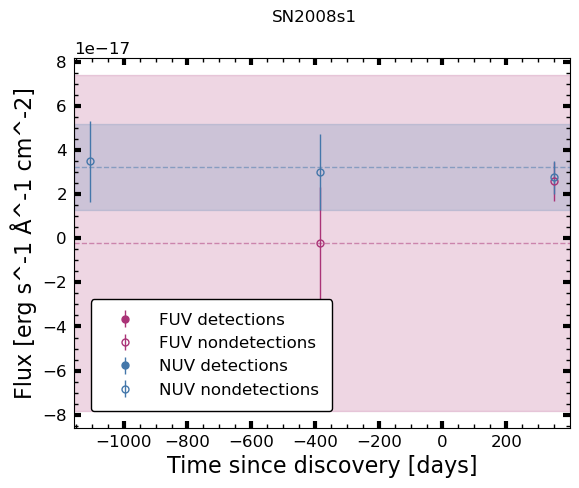 SN2008s1
1e−17
8
6
4
2
0
−2
−4
−6
−8
Flux [erg s^-1 Å^-1 cm^-2]
FUV detections
FUV nondetections
NUV detections
NUV nondetections
−1000 −800 −600 −400 −200 0 200
Time since discovery [days]